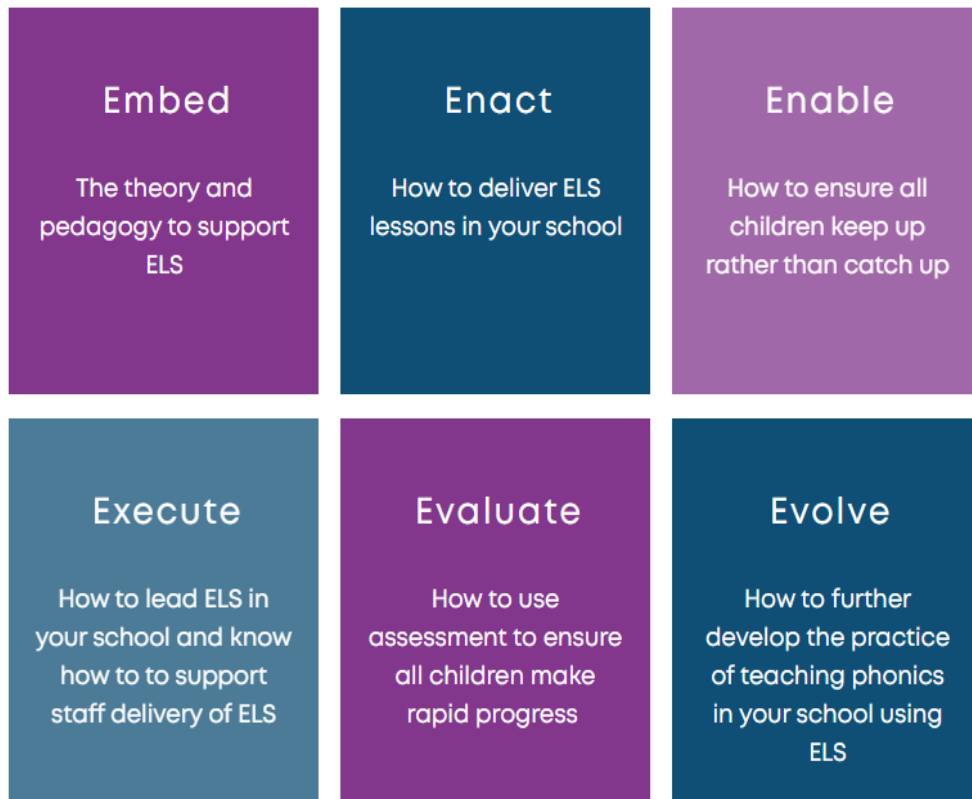 Embed
The theory and
pedagogy to support
ELS
Enact
How to deliver ELS
lessons in your school
Enable
How to ensure all
children keep up
rather than catch up
Execute
How to lead ELS in
your school and know
how to to support
staff delivery of ELS
Evaluate
How to use
assessment to ensure
all children make
rapid progress
Evolve
How to further
develop the practice
of teaching phonics
in your school using
ELS